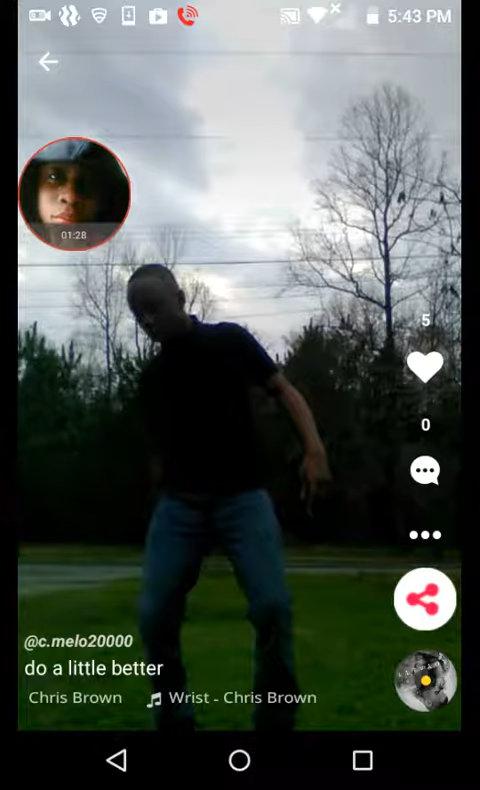 5:43 PM
01:28
5
0
@c.melo20000
do a little better
Chris Brown Wrist - Chris Brown